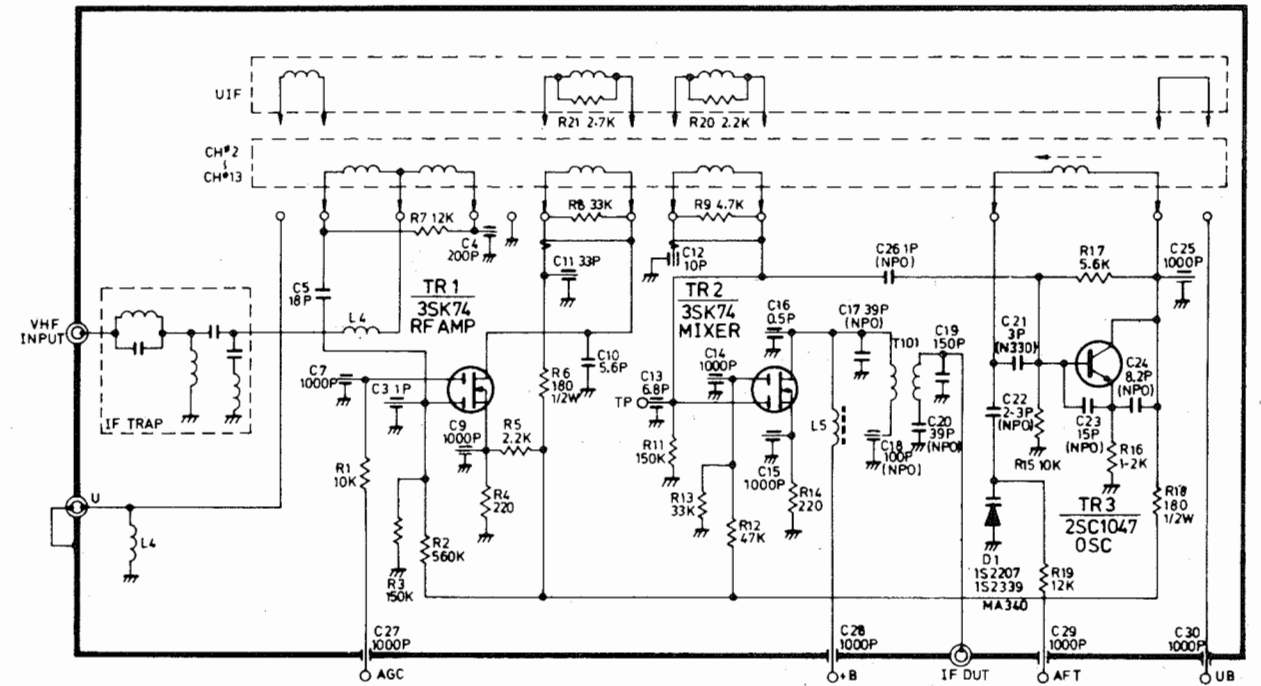 UIF
R21 2.7K
R20 2.2K
CH#2
CH#13
R7 12K
C4
200P
R8 33K
R9 4.7K
C11 33P
C12
10P
C26 1P
(NPO)
R17
5.6K
C25
1000P
C5
18P
TR1
3SK74
RF AMP
TR2
3SK74
MIXER
C16
0.5P
C17 39P
(NPO)
T101
C19
150P
C21
3P
(N330)
VHF
INPUT
L4
IF TRAP
C7
1000P
C3 1P
C10
5.6P
R6
180
1/2W
C13
6.8P
TP
C14
1000P
C24
8.2P
(NPO)
C22
2-3P
(NPO)
C23
15P
(NPO)
C9
1000P
R5
2.2K
L5
C18
100P
(NPO)
C20
39P
(NPO)
R11
150K
C15
1000P
R15 10K
R16
1-2K
R1
10K
R4
220
R13
33K
R14
220
TR3
2SC1047
OSC
R18
180
1/2W
U
L4
R2
560K
R3
150K
R12
47K
D1
1S2207
1S2339
MA340
R19
12K
C27
1000P
C28
1000P
C29
1000P
C30
1000P
AGC
+B
IF OUT
AFT
UB